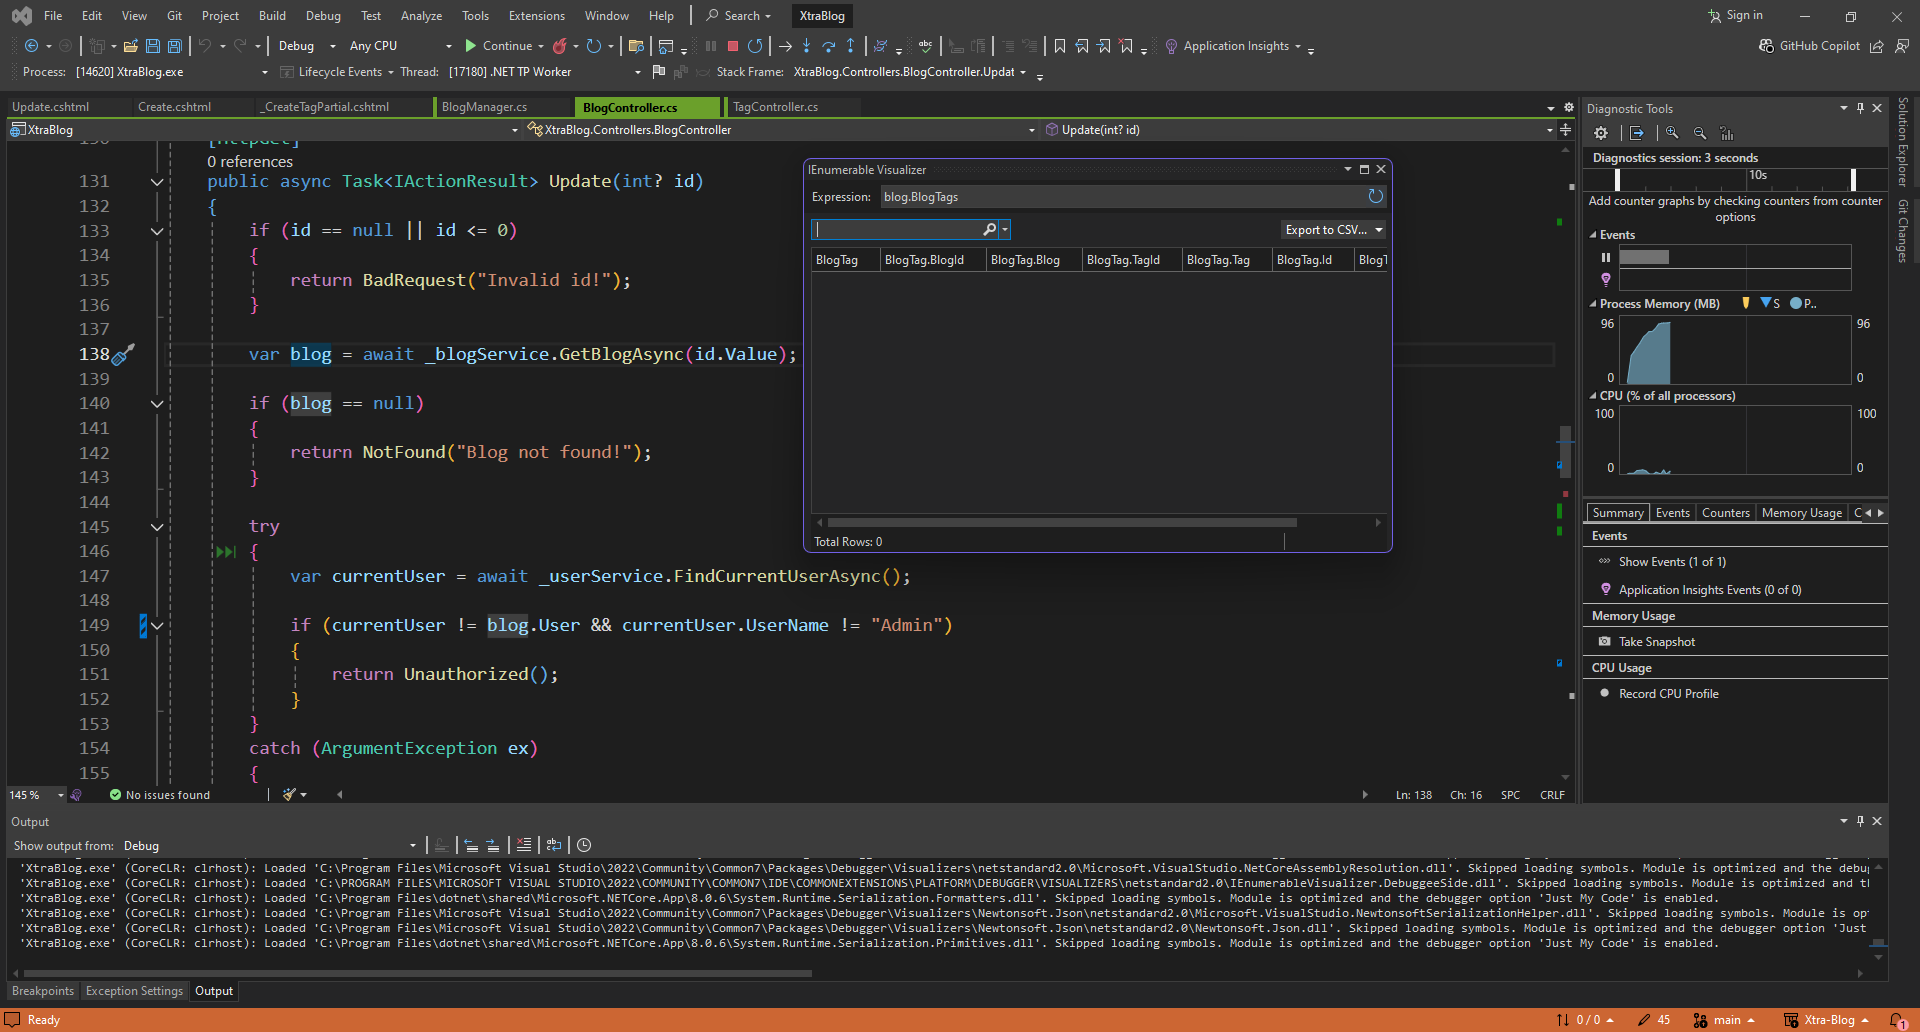 File Edit View Git Project Build Debug Test Analyze Tools Extensions Window Help Search XtraBlog Sign in
Debug Any CPU Continue Application Insights GitHub Copilot
Process: [14620] XtraBlog.exe Lifecycle Events Thread: [17180] .NET TP Worker Stack Frame: XtraBlog.Controllers.BlogController.Updat
Update.cshtml Create.cshtml _CreateTagPartial.cshtml BlogManager.cs BlogController.cs TagController.cs
XtraBlog XtraBlog.Controllers.BlogController Update(int? id)
[HttpGet]
0 references
131 public async Task<IActionResult> Update(int? id)
132 {
133 if (id == null || id <= 0)
134 {
135 return BadRequest("Invalid id!");
136 }
137
138 var blog = await _blogService.GetBlogAsync(id.Value);
139
140 if (blog == null)
141 {
142 return NotFound("Blog not found!");
143 }
144
145 try
146 {
147 var currentUser = await _userService.FindCurrentUserAsync();
148
149 if (currentUser != blog.User && currentUser.UserName != "Admin")
150 {
151 return Unauthorized();
152 }
153 }
154 catch (ArgumentException ex)
155 {
IEnumerable Visualizer
Expression: blog.BlogTags
Export to CSV...
BlogTag BlogTag.BlogId BlogTag.Blog BlogTag.TagId BlogTag.Tag BlogTag.Id BlogT
Total Rows: 0
145 % No issues found Ln: 138 Ch: 16 SPC CRLF
Diagnostic Tools
Diagnostics session: 3 seconds
10s
Add counter graphs by checking counters from counter
options
Events
Process Memory (MB) S P..
96 96
0 0
CPU (% of all processors)
100 100
0 0
Summary Events Counters Memory Usage C
Events
Show Events (1 of 1)
Application Insights Events (0 of 0)
Memory Usage
Take Snapshot
CPU Usage
Record CPU Profile
Solution Explorer
Git Changes
Output
Show output from: Debug
'XtraBlog.exe' (CoreCLR: clrhost): Loaded 'C:\Program Files\Microsoft Visual Studio\2022\Community\Common7\Packages\Debugger\Visualizers\netstandard2.0\Microsoft.VisualStudio.NetCoreAssemblyResolution.dll'. Skipped loading symbols. Module is optimized and the debug
'XtraBlog.exe' (CoreCLR: clrhost): Loaded 'C:\PROGRAM FILES\MICROSOFT VISUAL STUDIO\2022\COMMUNITY\COMMON7\IDE\COMMONEXTENSIONS\PLATFORM\DEBUGGER\VISUALIZERS\netstandard2.0\IEnumerableVisualizer.DebuggeeSide.dll'. Skipped loading symbols. Module is optimized and th
'XtraBlog.exe' (CoreCLR: clrhost): Loaded 'C:\Program Files\dotnet\shared\Microsoft.NETCore.App\8.0.6\System.Runtime.Serialization.Formatters.dll'. Skipped loading symbols. Module is optimized and the debugger option 'Just My Code' is enabled.
'XtraBlog.exe' (CoreCLR: clrhost): Loaded 'C:\Program Files\Microsoft Visual Studio\2022\Community\Common7\Packages\Debugger\Visualizers\Newtonsoft.Json\netstandard2.0\Microsoft.VisualStudio.NewtonsoftSerializationHelper.dll'. Skipped loading symbols. Module is op
'XtraBlog.exe' (CoreCLR: clrhost): Loaded 'C:\Program Files\Microsoft Visual Studio\2022\Community\Common7\Packages\Debugger\Visualizers\Newtonsoft.Json\netstandard2.0\Newtonsoft.Json.dll'. Skipped loading symbols. Module is optimized and the debugger option 'Just
'XtraBlog.exe' (CoreCLR: clrhost): Loaded 'C:\Program Files\dotnet\shared\Microsoft.NETCore.App\8.0.6\System.Runtime.Serialization.Primitives.dll'. Skipped loading symbols. Module is optimized and the debugger option 'Just My Code' is enabled.
Breakpoints Exception Settings Output
Ready 0 / 0 45 main Xtra-Blog 1